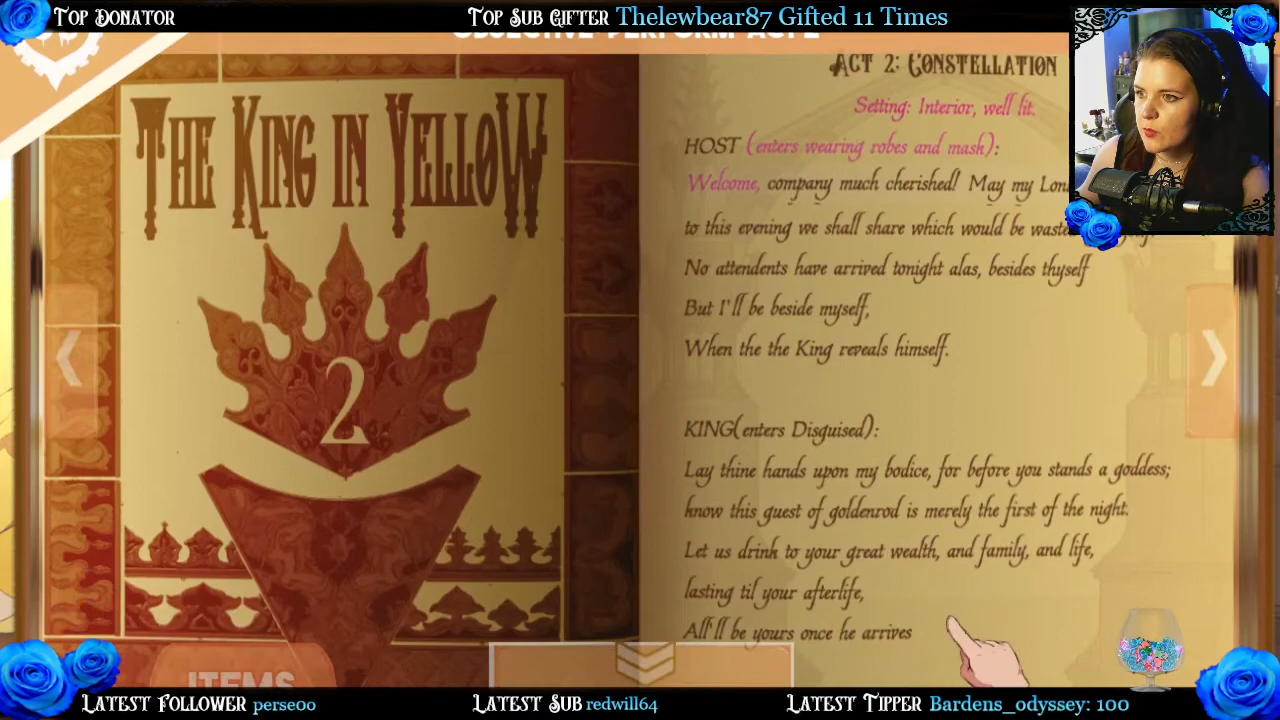 Top Donator
Top Sub Gifter Thelewbear87 Gifted 11 Times
The King in Yellow
2
Act 2: Constellation
Setting: Interior, well lit.
HOST (enters wearing robes and mask):
Welcome, company much cherished! May my
to this evening we shall share which would be
No attendents have arrived tonight alas, besides thyself
But I'll be beside myself,
When the the King reveals himself.
KING(enters Disguised):
Lay thine hands upon my bodice, for before you stands a goddess;
know this guest of goldenrod is merely the first of the night.
Let us drink to your great wealth, and family, and life,
lasting til your afterlife,
All'll be yours once he arrives
ITEMS
Latest Follower perseoo
Latest Sub redwill64
Latest Tipper Bardens_odyssey: 100